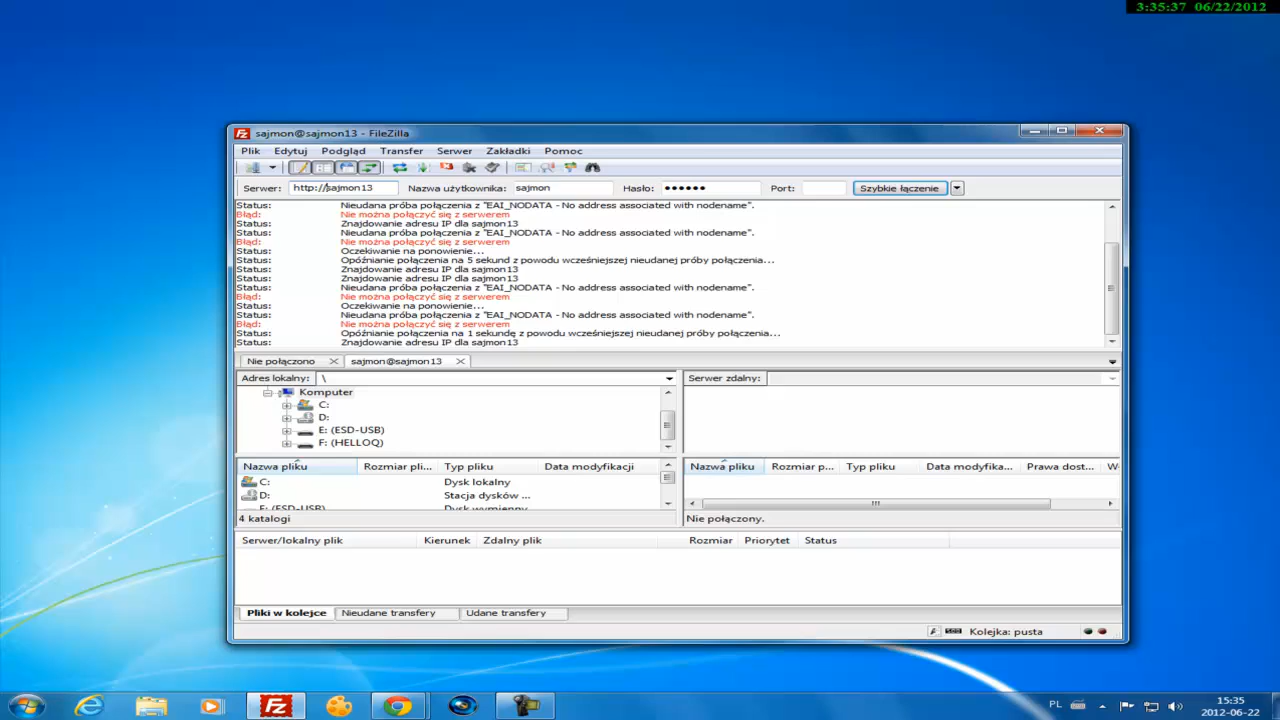 3:35:37 06/22/2012
sajmon@sajmon13 - FileZilla
Plik Edytuj Podgląd Transfer Serwer Zakładki Pomoc
Serwer: http://sajmon13 Nazwa użytkownika: sajmon Hasło: ●●●●●● Port: Szybkie łączenie
Status: Nieudana próba połączenia z "EAI_NODATA - No address associated with nodename".
Błąd: Nie można połączyć się z serwerem
Status: Znajdowanie adresu IP dla sajmon13
Status: Nieudana próba połączenia z "EAI_NODATA - No address associated with nodename".
Błąd: Nie można połączyć się z serwerem
Status: Oczekiwanie na ponowienie...
Status: Opóźnianie połączenia na 5 sekund z powodu wcześniejszej nieudanej próby połączenia...
Status: Znajdowanie adresu IP dla sajmon13
Status: Znajdowanie adresu IP dla sajmon13
Status: Nieudana próba połączenia z "EAI_NODATA - No address associated with nodename".
Błąd: Nie można połączyć się z serwerem
Status: Oczekiwanie na ponowienie...
Status: Nieudana próba połączenia z "EAI_NODATA - No address associated with nodename".
Błąd: Nie można połączyć się z serwerem
Status: Opóźnianie połączenia na 1 sekundę z powodu wcześniejszej nieudanej próby połączenia...
Status: Znajdowanie adresu IP dla sajmon13
Nie połączono sajmon@sajmon13
Adres lokalny: \ Serwer zdalny:
Komputer
C:
D:
E: (ESD-USB)
F: (HELLOQ)
Nazwa pliku Rozmiar pli... Typ pliku Data modyfikacji
C: Dysk lokalny
D: Stacja dysków ...
E: (ESD-USB) Dysk wymienny
4 katalogi
Nazwa pliku Rozmiar p... Typ pliku Data modyfika... Prawa dost... W
Nie połączony.
Serwer/lokalny plik Kierunek Zdalny plik Rozmiar Priorytet Status
Pliki w kolejce Nieudane transfery Udane transfery
Kolejka: pusta
PL 15:35
2012-06-22